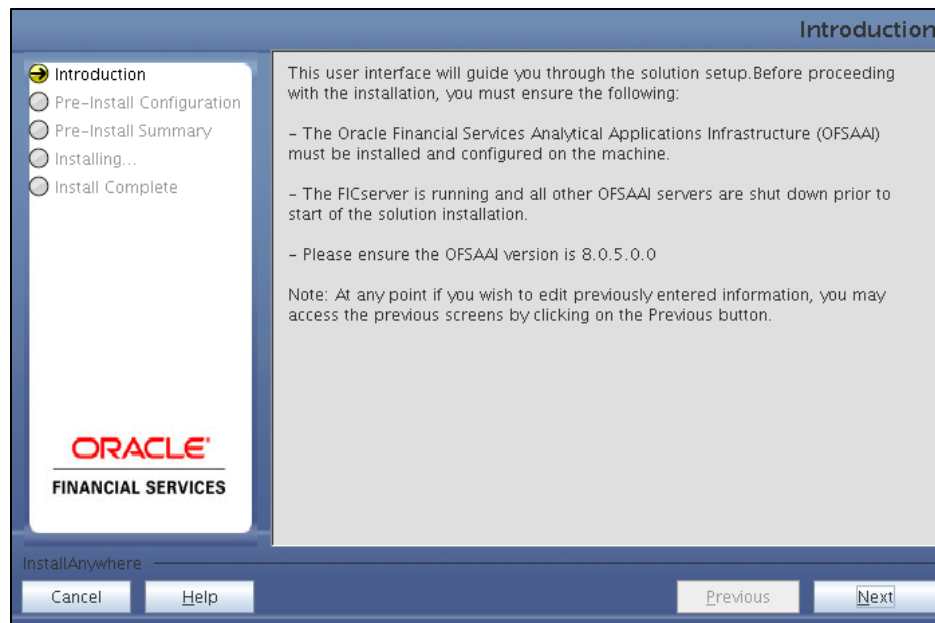 Introduction
Introduction
Pre-Install Configuration
Pre-Install Summary
Installing...
Install Complete
ORACLE'
FINANCIAL SERVICES
This user interface will guide you through the solution setup.Before proceeding
with the installation, you must ensure the following:
- The Oracle Financial Services Analytical Applications Infrastructure (OFSAAI)
must be installed and configured on the machine.
- The FICserver is running and all other OFSAAI servers are shut down prior to
start of the solution installation.
- Please ensure the OFSAAI version is 8.0.5.0.0
Note: At any point if you wish to edit previously entered information, you may
access the previous screens by clicking on the Previous button.
InstallAnywhere
Cancel
Help
Previous
Next